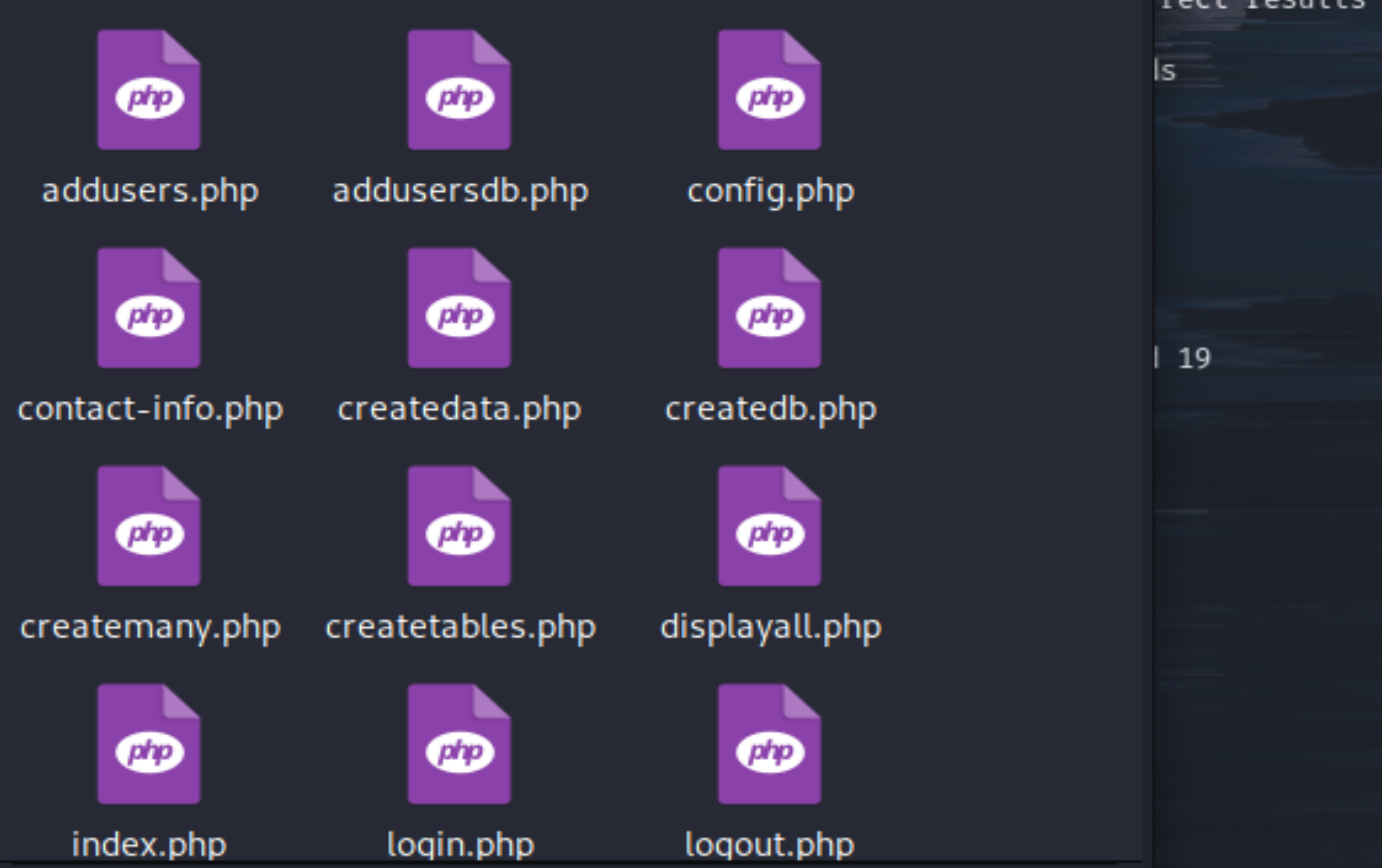 rect results
ls
php php php
addusers.php addusersdb.php config.php
php php php
19
contact-info.php createdata.php createdb.php
php php php
createmany.php createtables.php displayall.php
php php php
index.php login.php logout.php